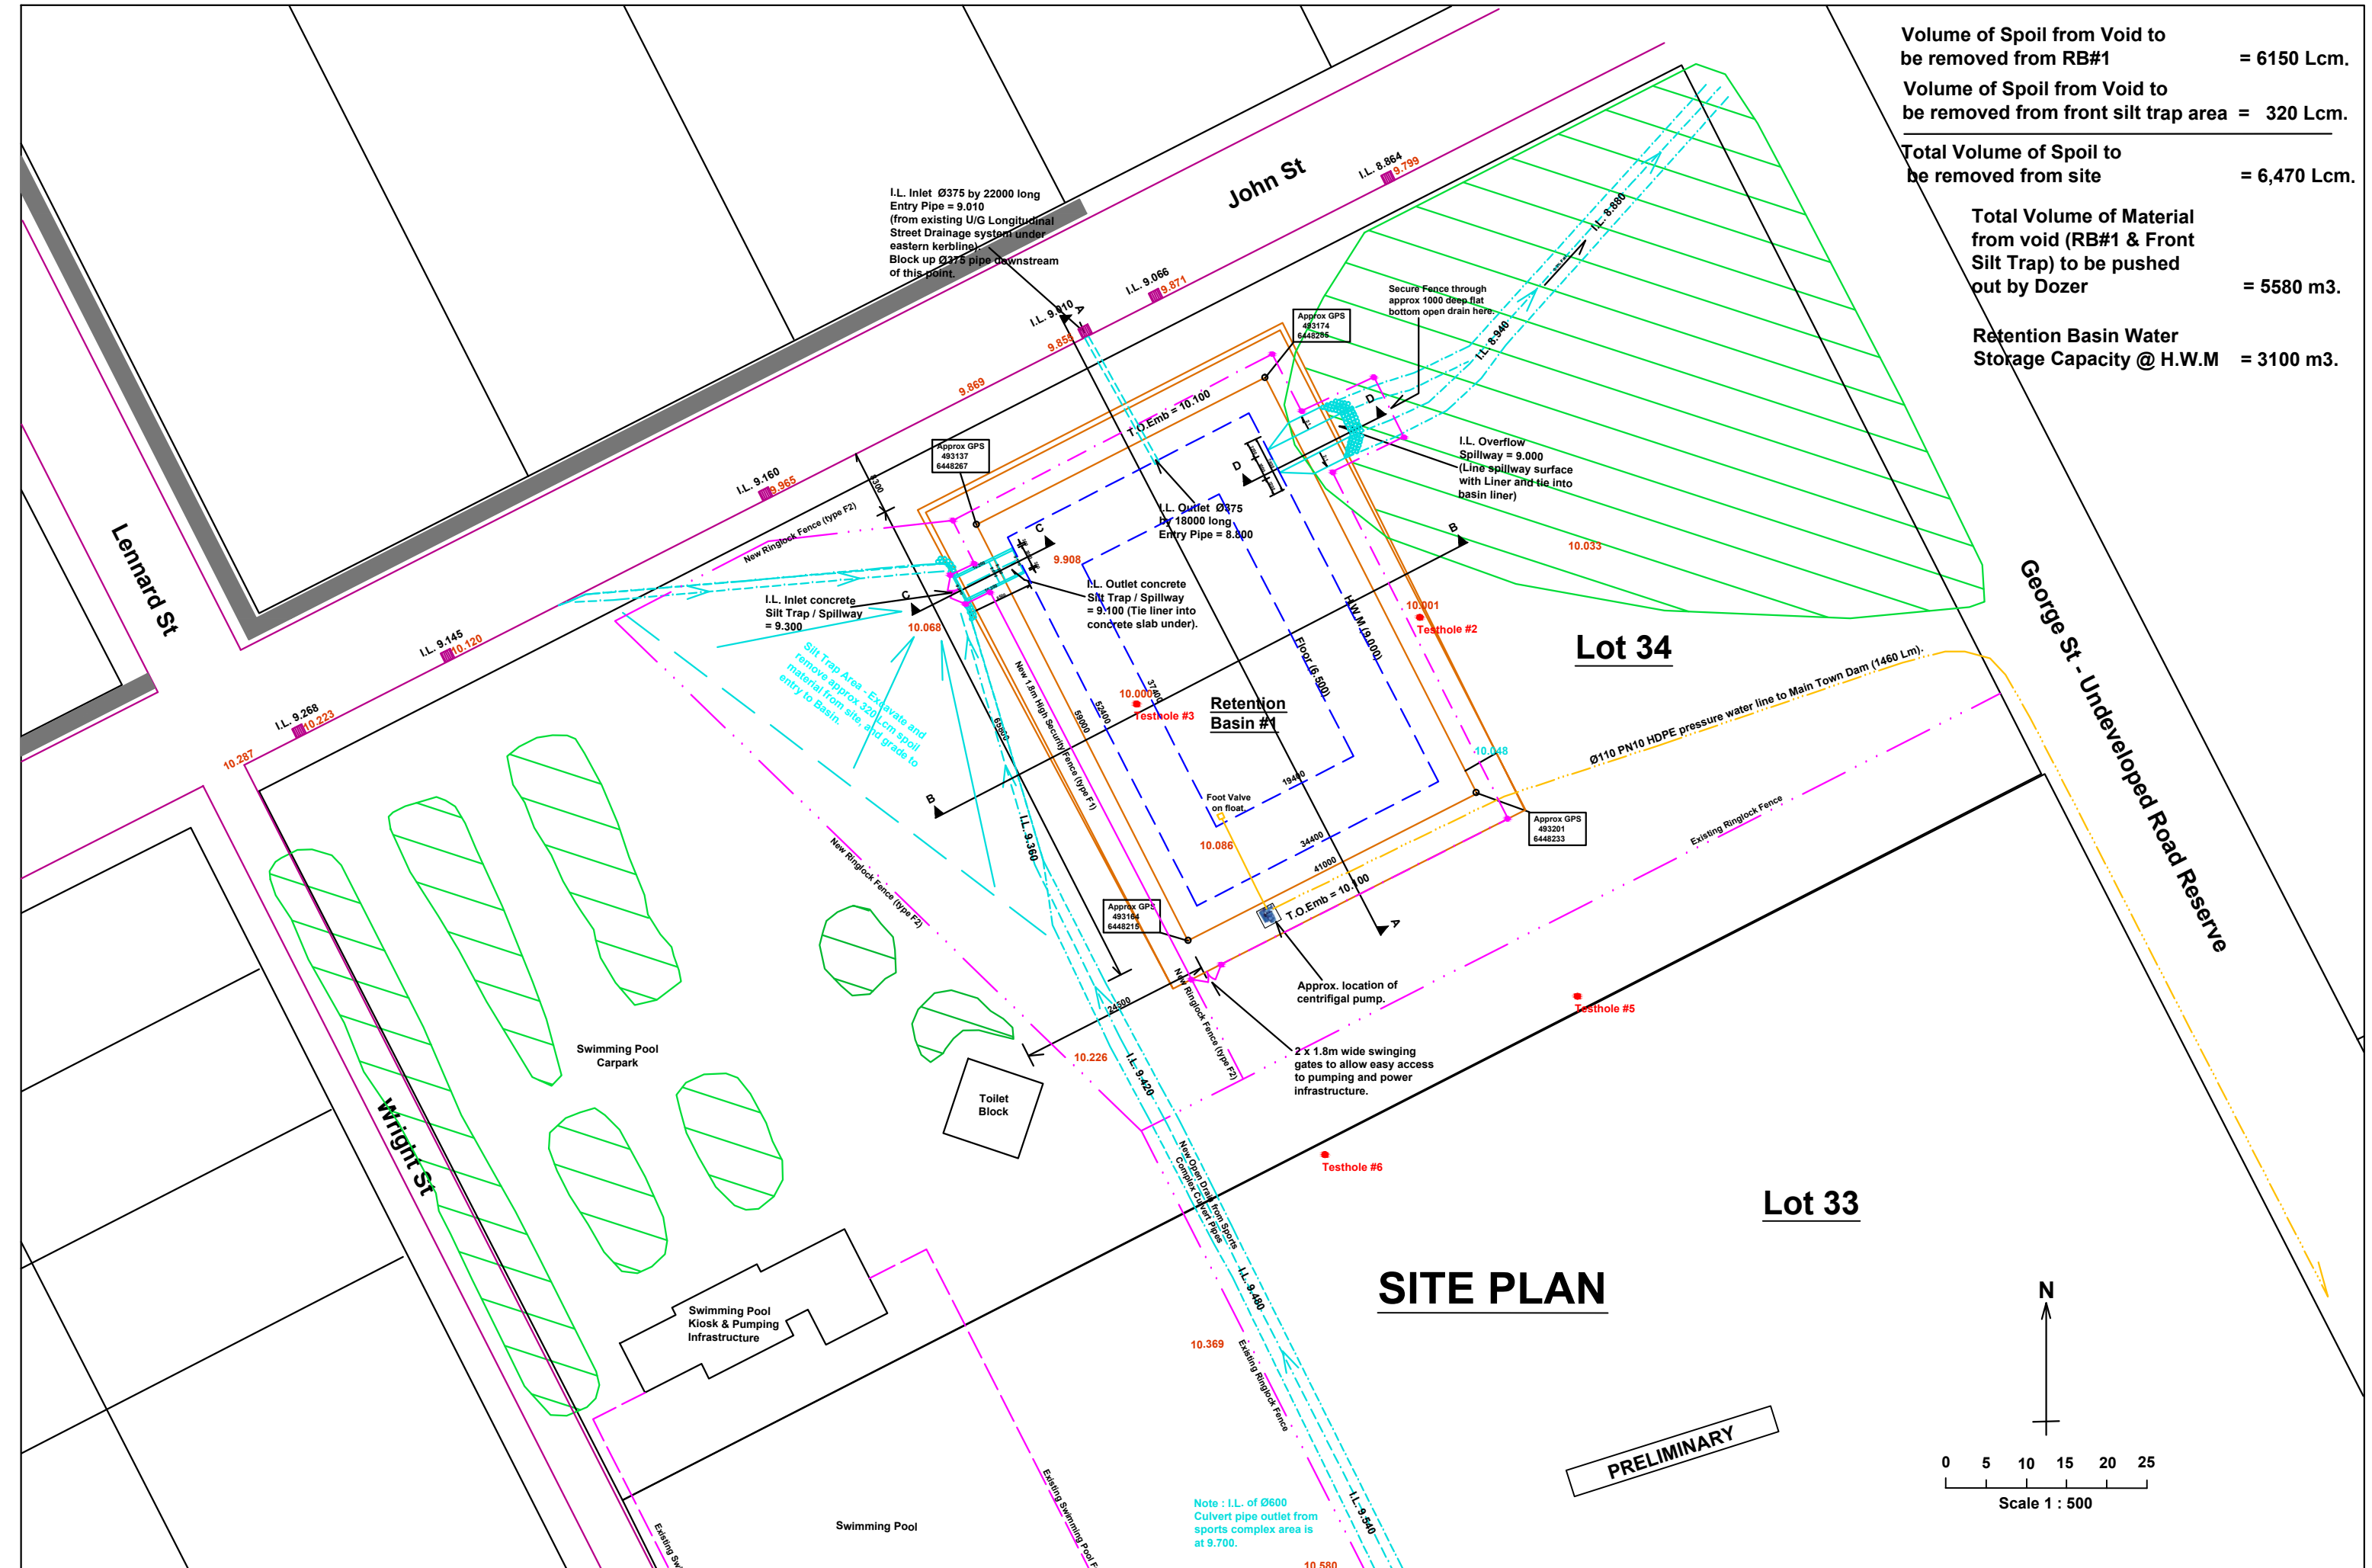 Volume of Spoil from Void to
be removed from RB#1 = 6150 Lcm.
Volume of Spoil from Void to
be removed from front silt trap area = 320 Lcm.
Total Volume of Spoil to
be removed from site = 6,470 Lcm.
Total Volume of Material
from void (RB#1 & Front
Silt Trap) to be pushed
out by Dozer = 5580 m3.
Retention Basin Water
Storage Capacity @ H.W.M = 3100 m3.
John St
I.L. 8.864
9.799
I.L. Inlet Ø375 by 22000 long
Entry Pipe = 9.010
(from existing U/G Longitudinal
Street Drainage system under
eastern kerbline).
Block up Ø375 pipe downstream
of this point.
I.L. 8.880
I.L. 9.066
9.871
I.L. 9.010
A
9.855
Secure Fence through
approx 1000 deep flat
bottom open drain here.
Approx GPS
493174
6448285
I.L. 8.940
9.869
T.O.Emb = 10.100
D
Approx GPS
493137
6448267
I.L. Overflow
Spillway = 9.000
(Line spillway surface
with Liner and tie into
basin liner)
D
I.L. 9.160
9.965
New Ringlock Fence (type F2)
I.L. Outlet Ø375
by 18000 long
Entry Pipe = 8.800
C
B
9.908
10.033
Lennard St
I.L. Inlet concrete
Silt Trap / Spillway
= 9.300
C
I.L. Outlet concrete
Silt Trap / Spillway
= 9.100 (Tie liner into
concrete slab under).
H.W.M (9.000)
10.001
Testhole #2
10.068
I.L. 9.145
10.120
Silt Trap Area - Excavate and
remove approx 320 Lcm spoil
material from site, and grade to
entry to Basin.
Floor (6.500)
Lot 34
George St - Undeveloped Road Reserve
New 1.8m High Security Fence (type F1)
10.000
Testhole #3
37400
52400
59000
65800
Retention
Basin #1
I.L. 9.268
10.223
10.287
10.048
Ø110 PN10 HDPE pressure water line to Main Town Dam (1460 Lm).
19400
B
Foot Valve
on float.
I.L. 9.360
10.086
34400
41000
Approx GPS
493201
6448233
Existing Ringlock Fence
New Ringlock Fence (type F2)
T.O.Emb = 10.100
Approx GPS
493164
6448215
A
Approx. location of
centrifigal pump.
24500
New Ringlock Fence (type F2)
Testhole #5
Swimming Pool
Carpark
10.226
I.L. 9.420
2 x 1.8m wide swinging
gates to allow easy access
to pumping and power
infrastructure.
Toilet
Block
Wright St
New Open Drain from Sports
Complex Culvert Pipes
Testhole #6
Lot 33
SITE PLAN
I.L. 9.480
Swimming Pool
Kiosk & Pumping
Infrastructure
N
10.369
Existing Ringlock Fence
PRELIMINARY
0 5 10 15 20 25
Scale 1 : 500
Note : I.L. of Ø600
Culvert pipe outlet from
sports complex area is
at 9.700.
I.L. 9.540
Swimming Pool
Existing Swimming Pool
Existing
10.580